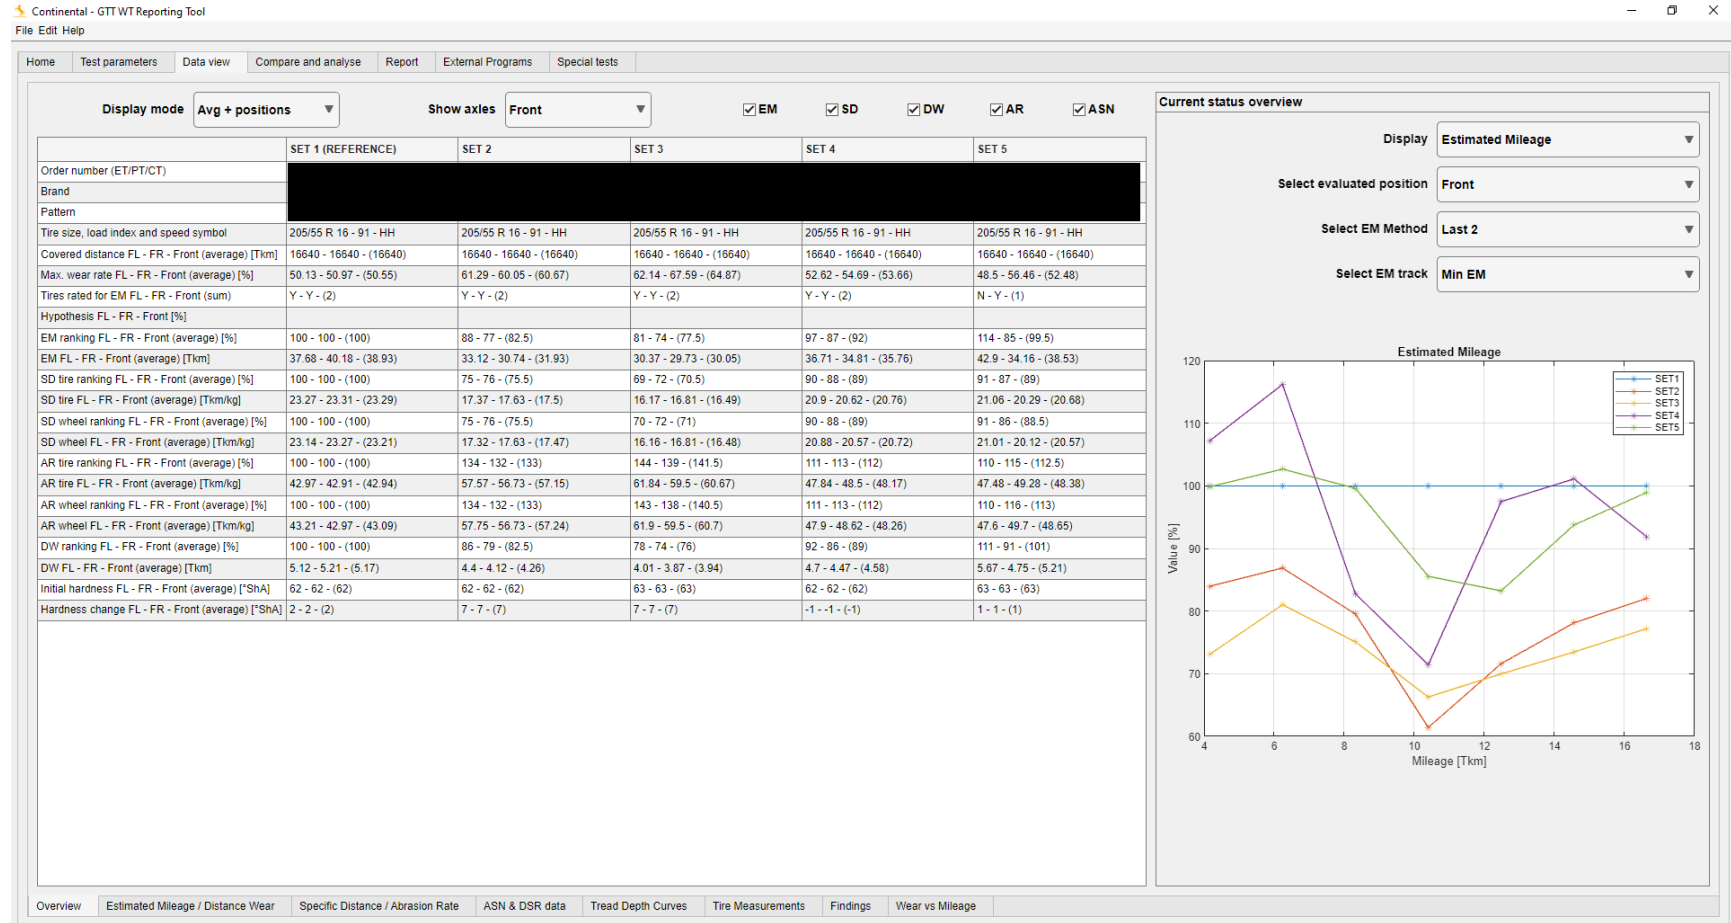 Continental - GTT WT Reporting Tool
File Edit Help
Home Test parameters Data view Compare and analyse Report External Programs Special tests
Display mode Avg + positions Show axles Front EM SD DW AR ASN
SET 1 (REFERENCE) SET 2 SET 3 SET 4 SET 5
Order number (ET/PT/CT)
Brand
Pattern
Tire size, load index and speed symbol 205/55 R 16 - 91 - HH 205/55 R 16 - 91 - HH 205/55 R 16 - 91 - HH 205/55 R 16 - 91 - HH 205/55 R 16 - 91 - HH
Covered distance FL - FR - Front (average) [Tkm] 16640 - 16640 - (16640) 16640 - 16640 - (16640) 16640 - 16640 - (16640) 16640 - 16640 - (16640) 16640 - 16640 - (16640)
Max. wear rate FL - FR - Front (average) [%] 50.13 - 50.97 - (50.55) 61.29 - 60.05 - (60.67) 62.14 - 67.59 - (64.87) 52.62 - 54.69 - (53.66) 48.5 - 56.46 - (52.48)
Tires rated for EM FL - FR - Front (sum) Y - Y - (2) Y - Y - (2) Y - Y - (2) Y - Y - (2) N - Y - (1)
Hypothesis FL - FR - Front [%]
EM ranking FL - FR - Front (average) [%] 100 - 100 - (100) 88 - 77 - (82.5) 81 - 74 - (77.5) 97 - 87 - (92) 114 - 85 - (99.5)
EM FL - FR - Front (average) [Tkm] 37.68 - 40.18 - (38.93) 33.12 - 30.74 - (31.93) 30.37 - 29.73 - (30.05) 36.71 - 34.81 - (35.76) 42.9 - 34.16 - (38.53)
SD tire ranking FL - FR - Front (average) [%] 100 - 100 - (100) 75 - 76 - (75.5) 69 - 72 - (70.5) 90 - 88 - (89) 91 - 87 - (89)
SD tire FL - FR - Front (average) [Tkm/kg] 23.27 - 23.31 - (23.29) 17.37 - 17.63 - (17.5) 16.17 - 16.81 - (16.49) 20.9 - 20.62 - (20.76) 21.06 - 20.29 - (20.68)
SD wheel ranking FL - FR - Front (average) [%] 100 - 100 - (100) 75 - 76 - (75.5) 70 - 72 - (71) 90 - 88 - (89) 91 - 86 - (88.5)
SD wheel FL - FR - Front (average) [Tkm/kg] 23.14 - 23.27 - (23.21) 17.32 - 17.63 - (17.47) 16.16 - 16.81 - (16.48) 20.88 - 20.57 - (20.72) 21.01 - 20.12 - (20.57)
AR tire ranking FL - FR - Front (average) [%] 100 - 100 - (100) 134 - 132 - (133) 144 - 139 - (141.5) 111 - 113 - (112) 110 - 115 - (112.5)
AR tire FL - FR - Front (average) [Tkm/kg] 42.97 - 42.91 - (42.94) 57.57 - 56.73 - (57.15) 61.84 - 59.5 - (60.67) 47.84 - 48.5 - (48.17) 47.48 - 49.28 - (48.38)
AR wheel ranking FL - FR - Front (average) [%] 100 - 100 - (100) 134 - 132 - (133) 143 - 138 - (140.5) 111 - 113 - (112) 110 - 116 - (113)
AR wheel FL - FR - Front (average) [Tkm/kg] 43.21 - 42.97 - (43.09) 57.75 - 56.73 - (57.24) 61.9 - 59.5 - (60.7) 47.9 - 48.62 - (48.26) 47.6 - 49.7 - (48.65)
DW ranking FL - FR - Front (average) [%] 100 - 100 - (100) 86 - 79 - (82.5) 78 - 74 - (76) 92 - 86 - (89) 111 - 91 - (101)
DW FL - FR - Front (average) [Tkm] 5.12 - 5.21 - (5.17) 4.4 - 4.12 - (4.26) 4.01 - 3.87 - (3.94) 4.7 - 4.47 - (4.58) 5.67 - 4.75 - (5.21)
Initial hardness FL - FR - Front (average) [°ShA] 62 - 62 - (62) 62 - 62 - (62) 63 - 63 - (63) 62 - 62 - (62) 63 - 63 - (63)
Hardness change FL - FR - Front (average) [°ShA] 2 - 2 - (2) 7 - 7 - (7) 7 - 7 - (7) -1 - -1 - (-1) 1 - 1 - (1)
Current status overview
Display Estimated Mileage
Select evaluated position Front
Select EM Method Last 2
Select EM track Min EM
Estimated Mileage
SET1
SET2
SET3
SET4
SET5
Value [%]
120
110
100
90
80
70
60
4 6 8 10 12 14 16 18
Mileage [Tkm]
Overview Estimated Mileage / Distance Wear Specific Distance / Abrasion Rate ASN & DSR data Tread Depth Curves Tire Measurements Findings Wear vs Mileage